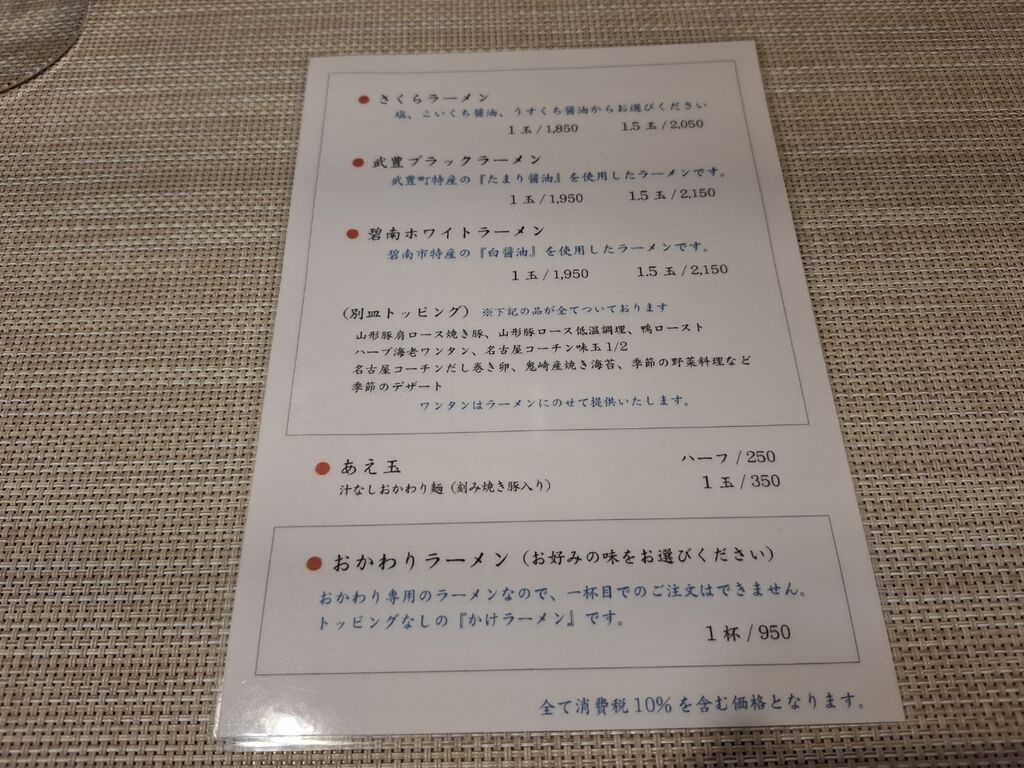 さくらラーメン
塩、こいくち醤油、うすくち醤油からお選びください
1 玉 / 1,850 1.5 玉 / 2,050
武豊ブラックラーメン
武豊町特産の『たまり醤油』を使用したラーメンです。
1 玉 / 1,950 1.5 玉 / 2,150
碧南ホワイトラーメン
碧南市特産の『白醤油』を使用したラーメンです。
1 玉 / 1,950 1.5 玉 / 2,150
（別皿トッピング） ※下記の品が全てついております
山形豚肩ロース焼き豚、山形豚ロース低温調理、鴨ロースト
ハーブ海老ワンタン、名古屋コーチン味玉 1/2
名古屋コーチンだし巻き卵、鬼崎産焼き海苔、季節の野菜料理など
季節のデザート
ワンタンはラーメンにのせて提供いたします。
あえ玉 ハーフ / 250
汁なしおかわり麺（刻み焼き豚入り） 1 玉 / 350
おかわりラーメン（お好みの味をお選びください）
おかわり専用のラーメンなので、一杯目でのご注文はできません。
トッピングなしの『かけラーメン』です。
1 杯 / 950
全て消費税 10% を含む価格となります。